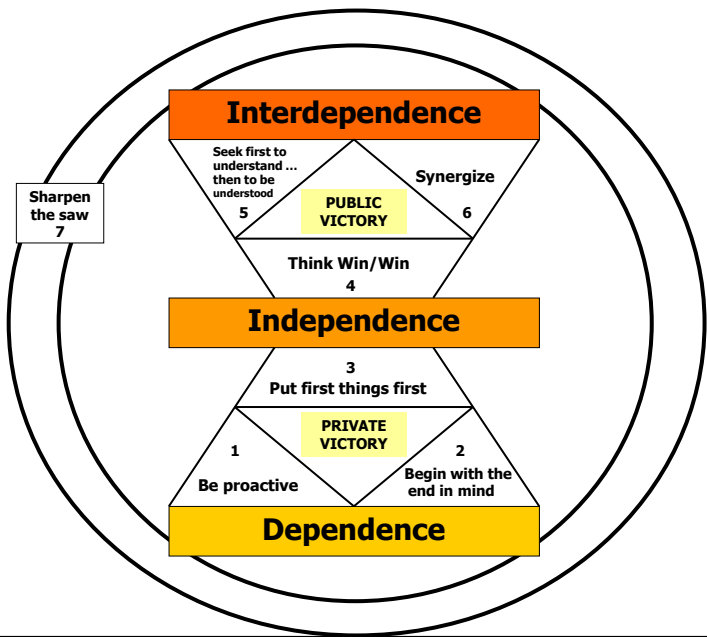 Interdependence
Seek first to
understand ...
then to be
understood
5
PUBLIC
VICTORY
Synergize
6
Sharpen
the saw
7
Think Win/Win
4
Independence
3
Put first things first
PRIVATE
VICTORY
1
Be proactive
2
Begin with the
end in mind
Dependence